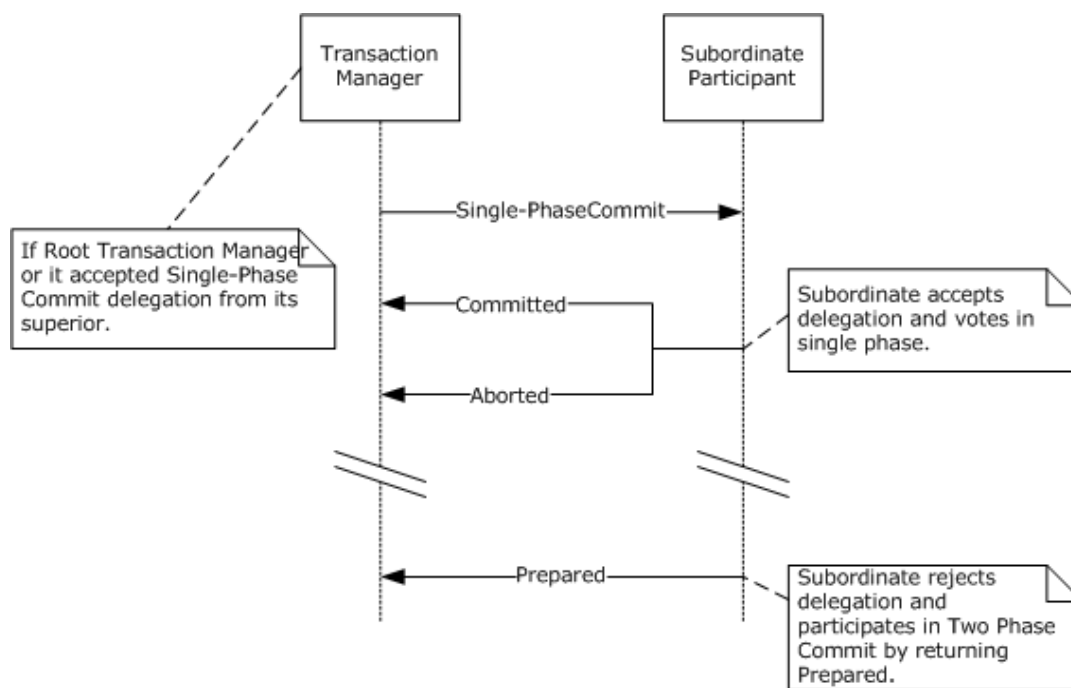 Transaction
Manager
Subordinate
Participant
Single-PhaseCommit
If Root Transaction Manager
or it accepted Single-Phase
Commit delegation from its
superior.
Committed
Subordinate accepts
delegation and votes in
single phase.
Aborted
Prepared
Subordinate rejects
delegation and
participates in Two Phase
Commit by returning
Prepared.